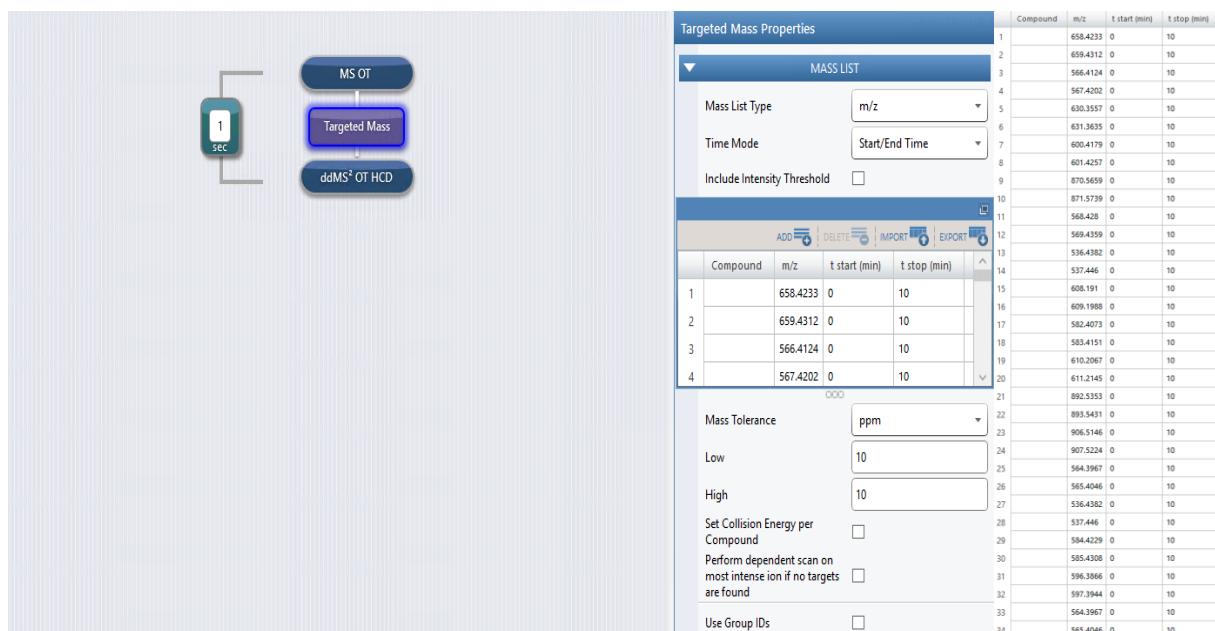 MS OT
1
sec
Targeted Mass
ddMS² OT HCD
Targeted Mass Properties
MASS LIST
Mass List Type m/z
Time Mode Start/End Time
Include Intensity Threshold
ADD DELETE IMPORT EXPORT
Compound m/z t start (min) t stop (min)
1 658.4233 0 10
2 659.4312 0 10
3 566.4124 0 10
4 567.4202 0 10
Mass Tolerance ppm
Low 10
High 10
Set Collision Energy per
Compound
Perform dependent scan on
most intense ion if no targets
are found
Use Group IDs
Compound m/z t start (min) t stop (min)
1 658.4233 0 10
2 659.4312 0 10
3 566.4124 0 10
4 567.4202 0 10
5 630.3557 0 10
6 631.3635 0 10
7 600.4179 0 10
8 601.4257 0 10
9 870.5659 0 10
10 871.5739 0 10
11 568.428 0 10
12 569.4359 0 10
13 536.4382 0 10
14 537.446 0 10
15 608.191 0 10
16 609.1988 0 10
17 582.4073 0 10
18 583.4151 0 10
19 610.2067 0 10
20 611.2145 0 10
21 892.5353 0 10
22 893.5431 0 10
23 906.5146 0 10
24 907.5224 0 10
25 564.3967 0 10
26 565.4046 0 10
27 536.4382 0 10
28 537.446 0 10
29 584.4229 0 10
30 585.4308 0 10
31 596.3866 0 10
32 597.3944 0 10
33 564.3967 0 10
34 565.4046 0 10